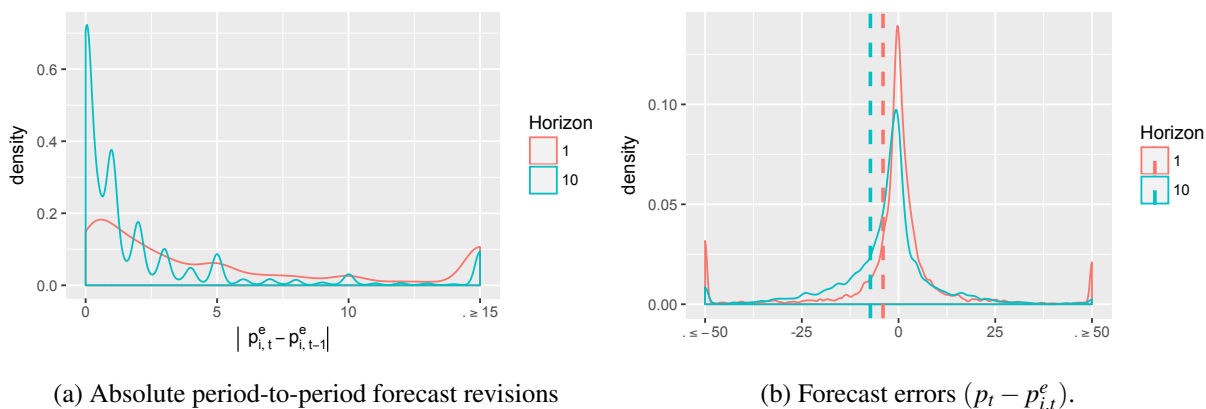 0.6
0.4
0.2
0.0
density
0
5
10
. ≥ 15
| p^e_{i, t} − p^e_{i, t−1} |
Horizon
1
10
0.10
0.05
0.00
density
. ≤ − 50
-25
0
25
. ≥ 50
Horizon
1
10
(a) Absolute period-to-period forecast revisions
(b) Forecast errors (p_t − p^e_{i,t}).